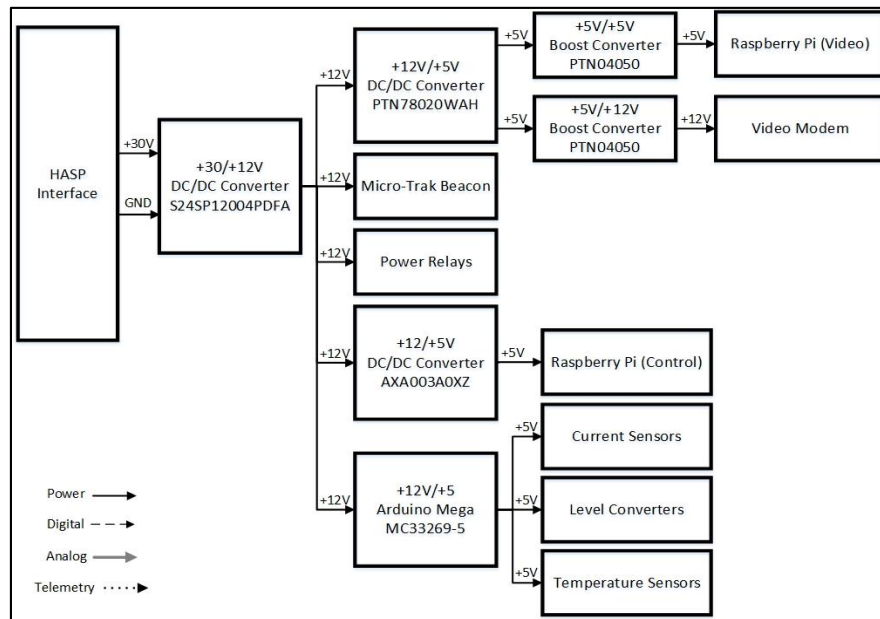 HASP
Interface
+30V
GND
+30/+12V
DC/DC Converter
S24SP12004PDFA
+12V
+12V/+5V
DC/DC Converter
PTN78020WAH
+5V
+5V/+5V
Boost Converter
PTN04050
+5V
Raspberry Pi (Video)
+5V
+5V/+12V
Boost Converter
PTN04050
+12V
Video Modem
+12V
Micro-Trak Beacon
+12V
Power Relays
+12V
+12/+5V
DC/DC Converter
AXA003A0XZ
+5V
Raspberry Pi (Control)
+12V
+12V/+5
Arduino Mega
MC33269-5
+5V
Current Sensors
+5V
Level Converters
+5V
Temperature Sensors
Power
Digital
Analog
Telemetry